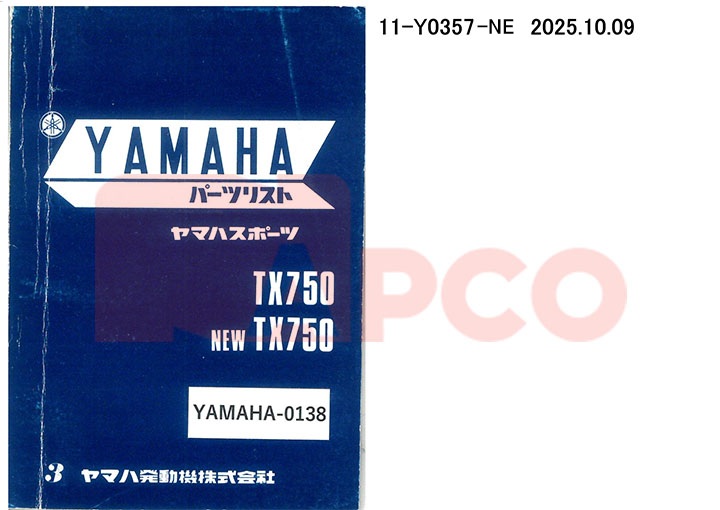 11-Y0357-NE 2025.10.09
YAMAHA
パーツリスト
ヤマハスポーツ
TX750
NEW TX750
YAMAHA-0138
3 ヤマハ発動機株式会社
APCO